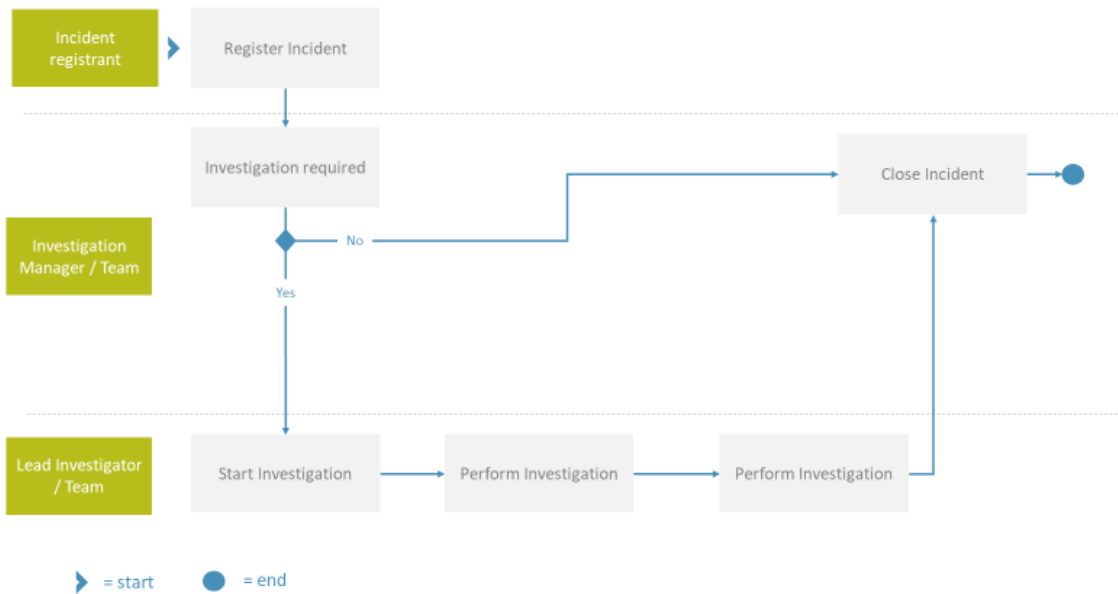 Incident
registrant
Register Incident
Investigation required
Close Incident
No
Investigation
Manager / Team
Yes
Lead Investigator
/ Team
Start Investigation
Perform Investigation
Perform Investigation
= start
= end